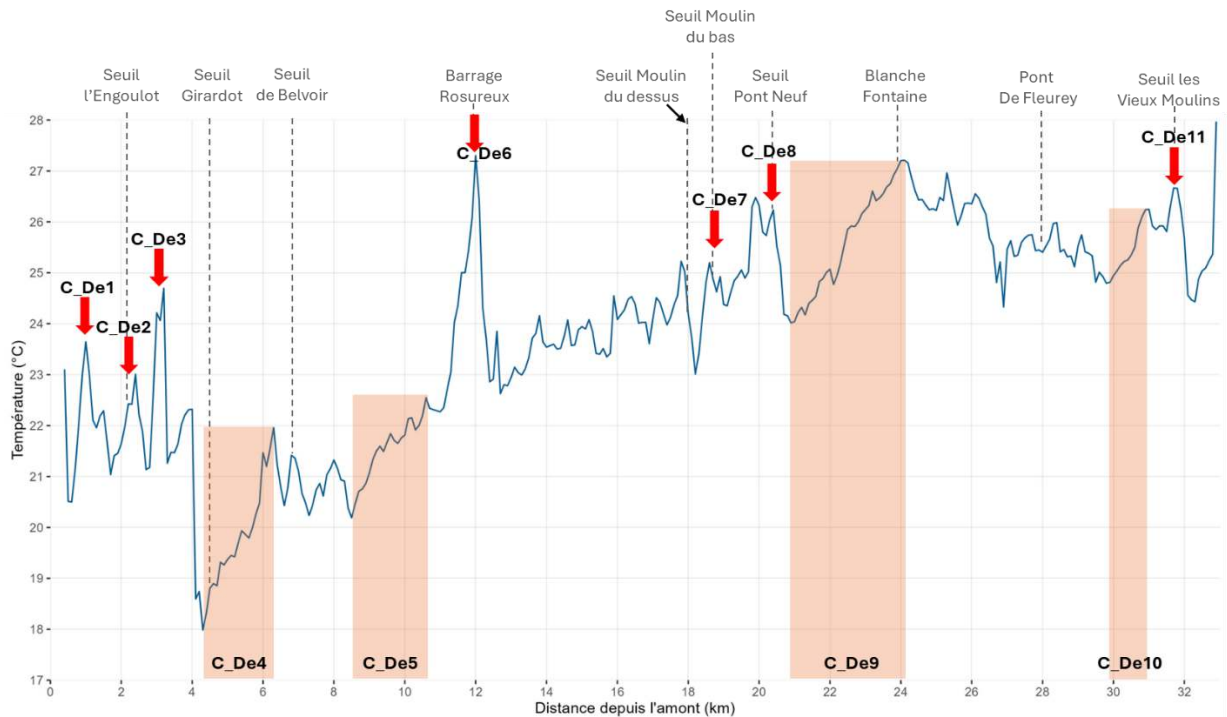 Seuil Moulin
du bas
Seuil
l'Engoulot
Seuil
Girardot
Seuil
de Belvoir
Barrage
Rosureux
Seuil Moulin
du dessus
Seuil
Pont Neuf
Blanche
Fontaine
Pont
De Fleurey
Seuil les
Vieux Moulins
C_De1
C_De2
C_De3
C_De6
C_De7
C_De8
C_De11
C_De4
C_De5
C_De9
C_De10
Température (°C)
28
27
26
25
24
23
22
21
20
19
18
17
0 2 4 6 8 10 12 14 16 18 20 22 24 26 28 30 32
Distance depuis l'amont (km)